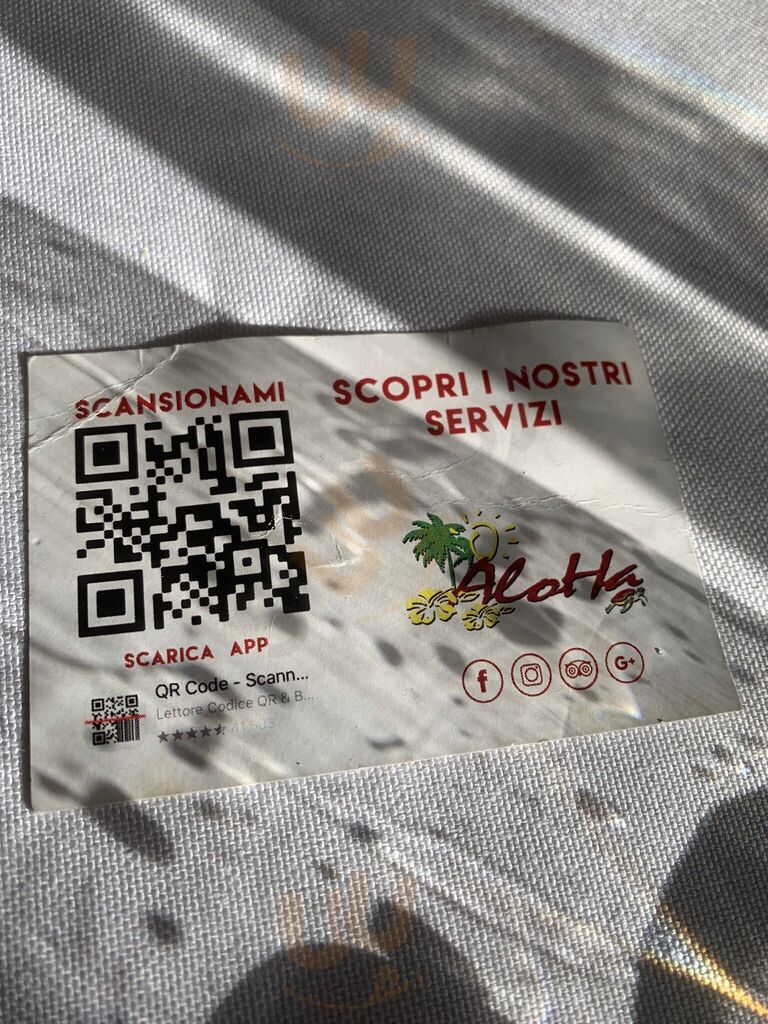 SCANSIONAMI
SCOPRI I NOSTRI
SERVIZI
AloHa
SCARICA APP
QR Code - Scann...
Lettore Codice QR & B...
f
G+